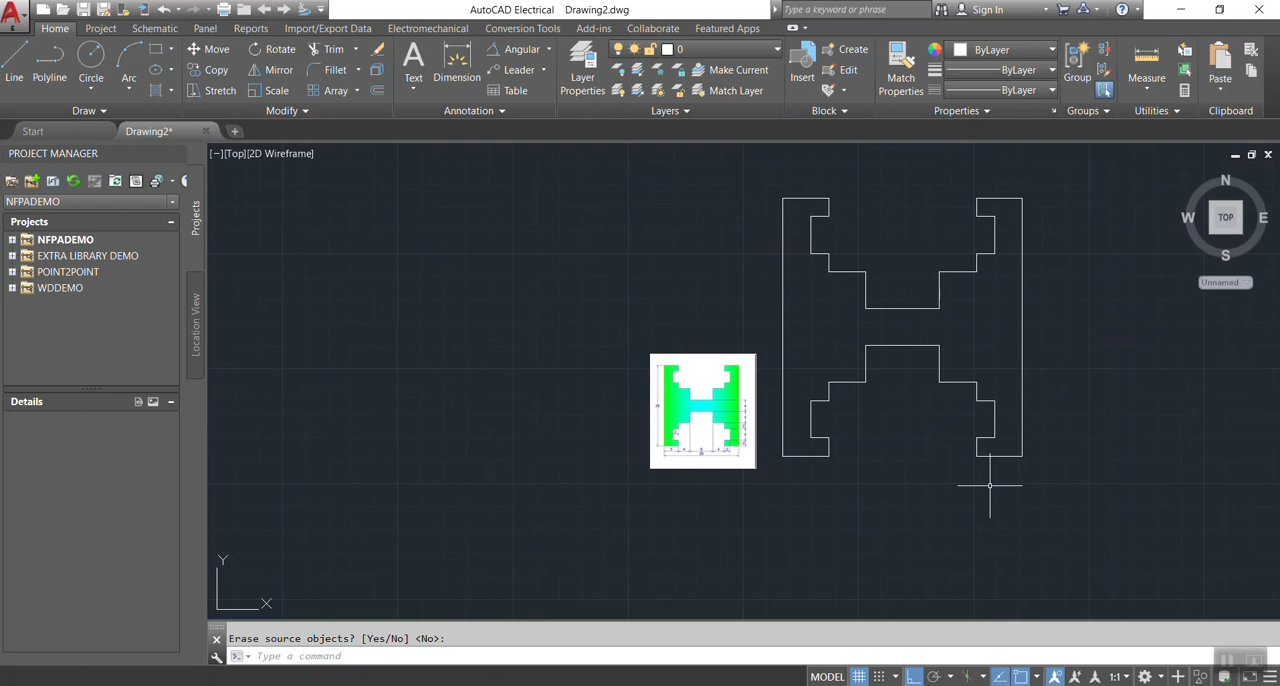 AutoCAD Electrical Drawing2.dwg
Type a keyword or phrase
Sign In
E
Home Project Schematic Panel Reports Import/Export Data Electromechanical Conversion Tools Add-ins Collaborate Featured Apps
Line Polyline Circle Arc
Move Rotate Trim
Copy Mirror Fillet
Stretch Scale Array
Text Dimension
Angular
Leader
Table
Layer
Properties
0
Make Current
Match Layer
Insert
Create
Edit
Match
Properties
ByLayer
ByLayer
ByLayer
Group
Measure
Paste
Draw Modify Annotation Layers Block Properties Groups Utilities Clipboard
Start Drawing2*
PROJECT MANAGER
NFPADEMO
Projects
NFPADEMO
EXTRA LIBRARY DEMO
POINT2POINT
WDDEMO
Details
Projects
Location View
[−][Top][2D Wireframe]
N
W TOP E
S
Unnamed
Y
X
Erase source objects? [Yes/No] <No>:
Type a command
MODEL 1:1